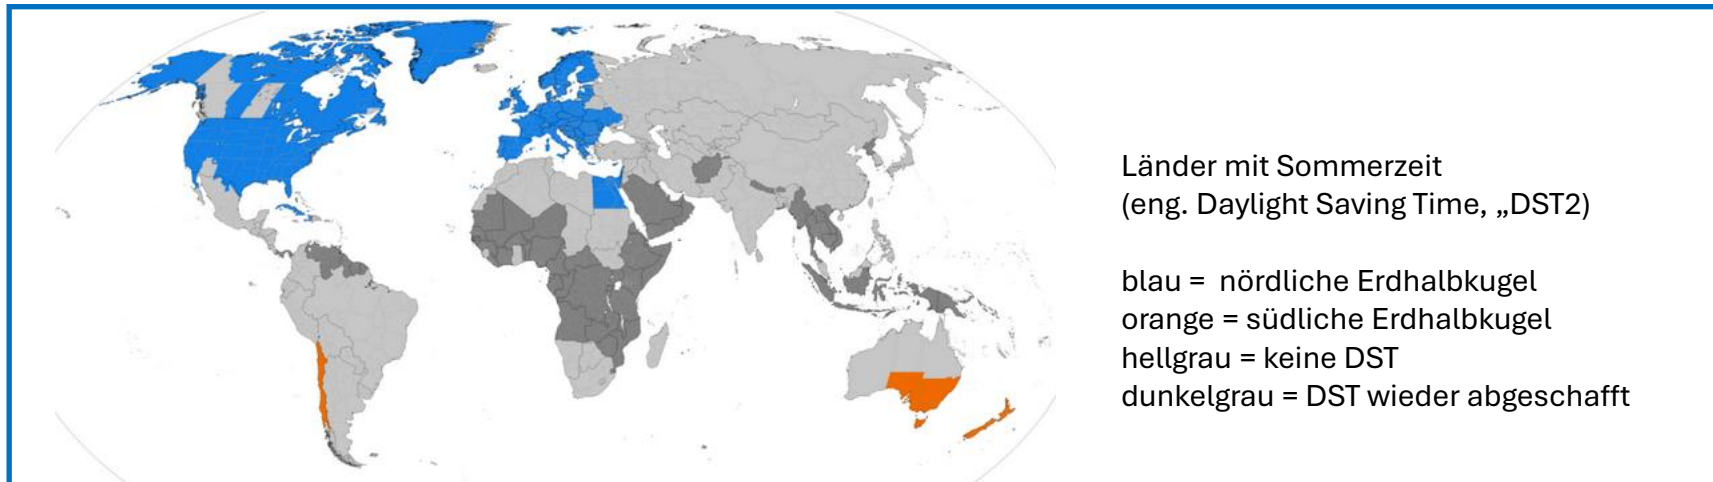 Länder mit Sommerzeit
(eng. Daylight Saving Time, „DST2)
blau =  nördliche Erdhalbkugel
orange = südliche Erdhalbkugel
hellgrau = keine DST
dunkelgrau = DST wieder abgeschafft